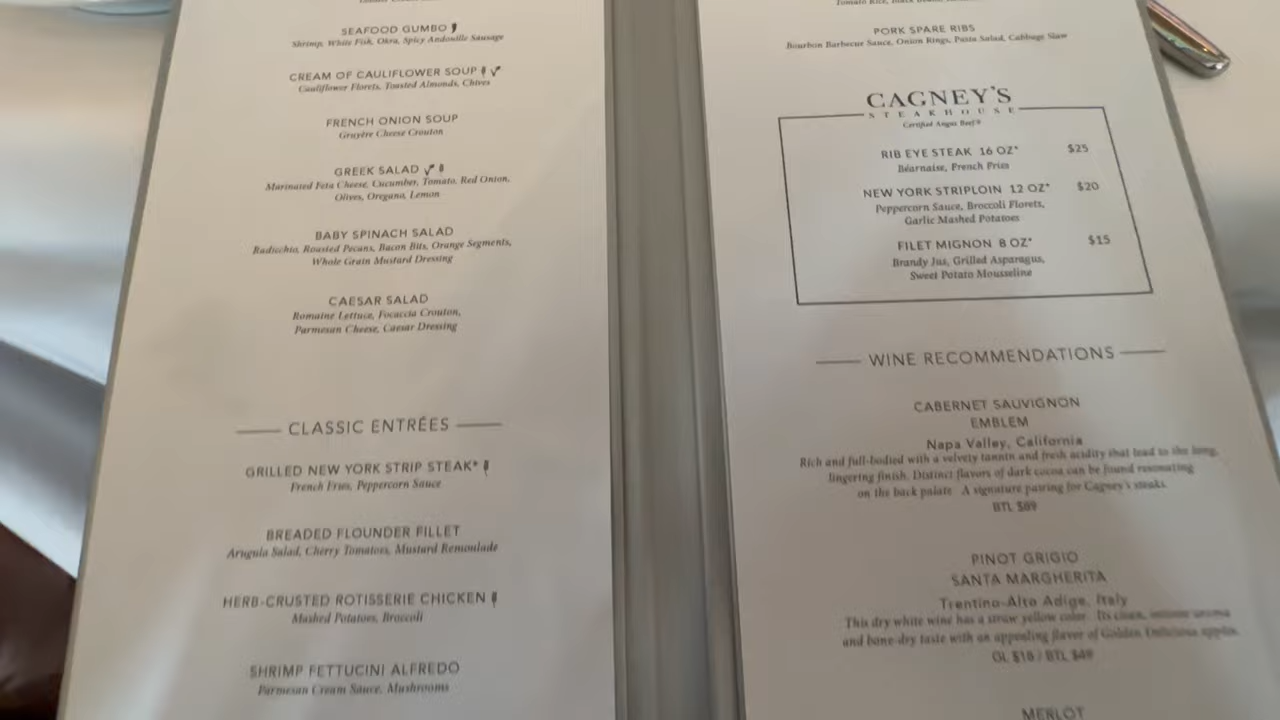 SEAFOOD GUMBO
Shrimp, White Fish, Okra, Spicy Andouille Sausage
CREAM OF CAULIFLOWER SOUP
Cauliflower Florets, Toasted Almonds, Chives
FRENCH ONION SOUP
Gruyère Cheese Crouton
GREEK SALAD
Marinated Feta Cheese, Cucumber, Tomato, Red Onion,
Olives, Oregano, Lemon
BABY SPINACH SALAD
Radicchio, Roasted Pecans, Bacon Bits, Orange Segments,
Whole Grain Mustard Dressing
CAESAR SALAD
Romaine Lettuce, Focaccia Crouton,
Parmesan Cheese, Caesar Dressing
CLASSIC ENTRÉES
GRILLED NEW YORK STRIP STEAK*
French Fries, Peppercorn Sauce
BREADED FLOUNDER FILLET
Arugula Salad, Cherry Tomatoes, Mustard Remoulade
HERB-CRUSTED ROTISSERIE CHICKEN
Mashed Potatoes, Broccoli
SHRIMP FETTUCINI ALFREDO
Parmesan Cream Sauce, Mushrooms
Tomato Rice,
PORK SPARE RIBS
Bourbon Barbecue Sauce, Onion Rings, Pasta Salad, Cabbage Slaw
CAGNEY'S
STEAKHOUSE
Certified Angus Beef®
RIB EYE STEAK 16 OZ* $25
Béarnaise, French Fries
NEW YORK STRIPLOIN 12 OZ* $20
Peppercorn Sauce, Broccoli Florets,
Garlic Mashed Potatoes
FILET MIGNON 8 OZ* $15
Brandy Jus, Grilled Asparagus,
Sweet Potato Mousseline
WINE RECOMMENDATIONS
CABERNET SAUVIGNON
EMBLEM
Napa Valley, California
Rich and full-bodied with a velvety tannin and fresh acidity that lead to the long,
lingering finish. Distinct flavors of dark cocoa can be found resonating
on the back palate. A signature pairing for Cagney's steaks.
BTL $69
PINOT GRIGIO
SANTA MARGHERITA
Trentino-Alto Adige, Italy
This dry white wine has a straw yellow color. Its clean, intense aroma
and bone-dry taste with an appealing flavor of Golden Delicious apples.
GL $16 / BTL $49
MERLOT